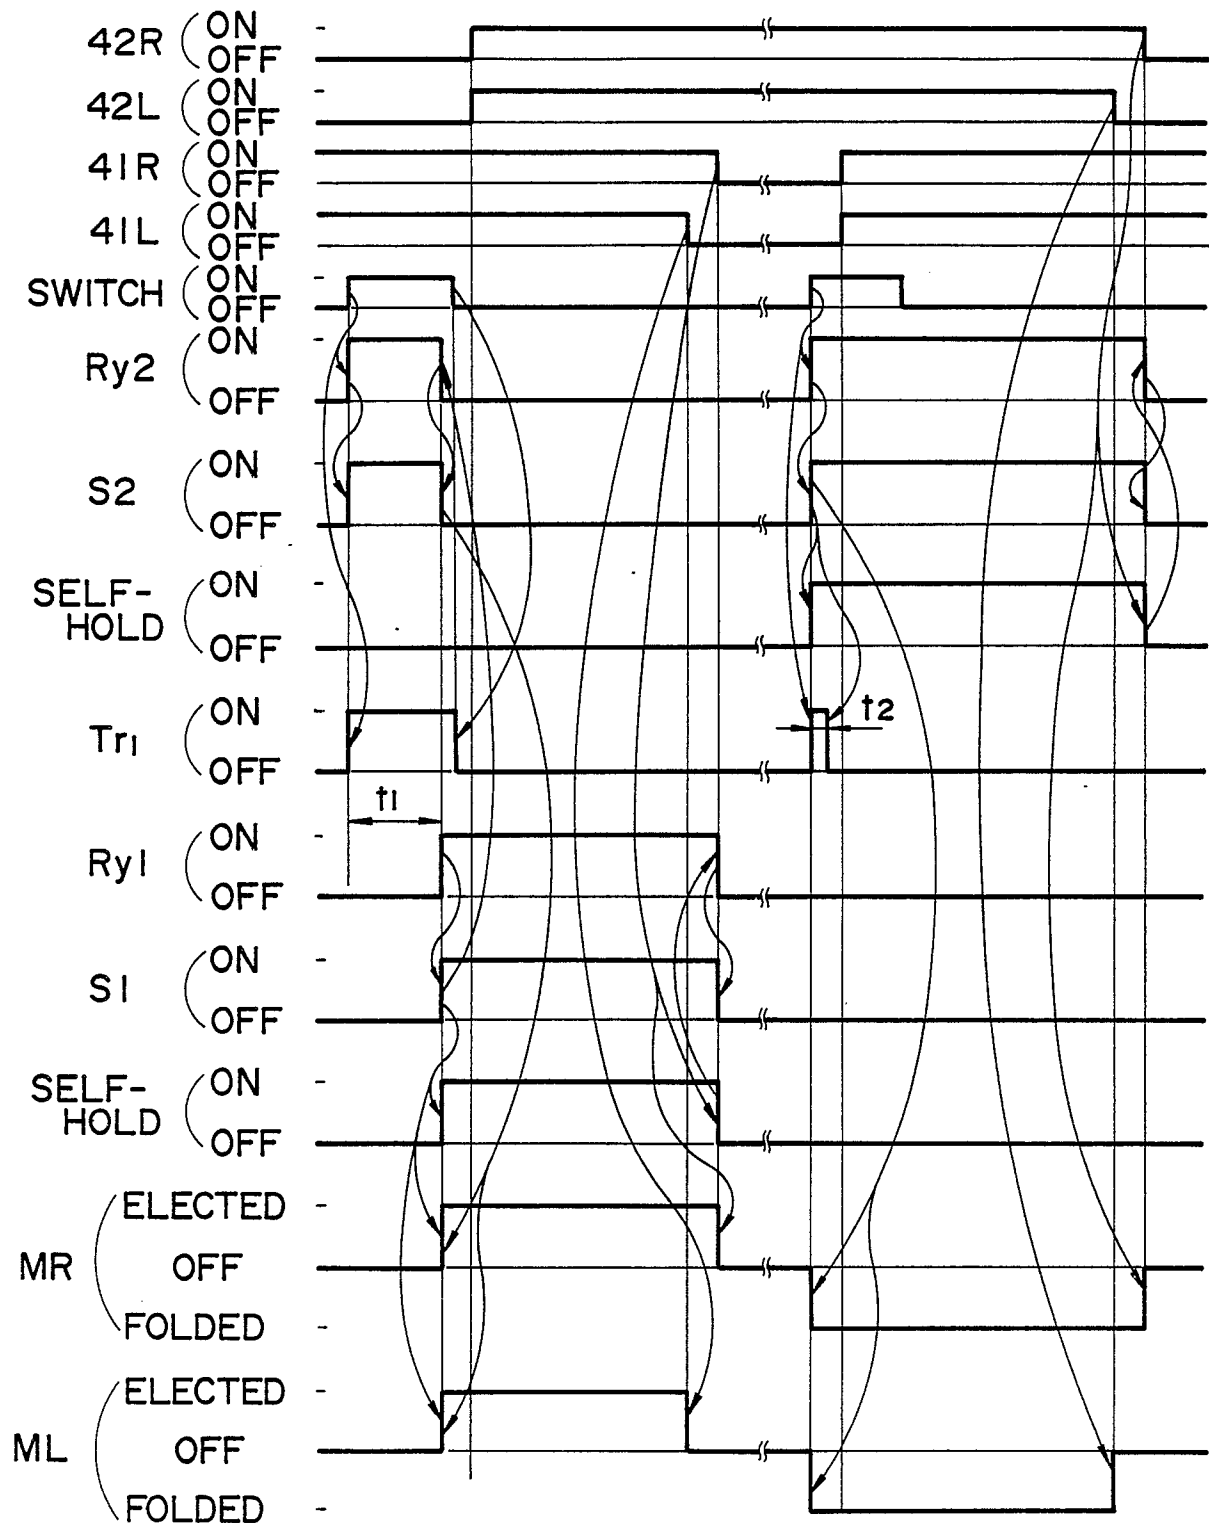 42R ON
OFF
42L ON
OFF
41R ON
OFF
41L ON
OFF
SWITCH ON
OFF
Ry2 ON
OFF
S2 ON
OFF
SELF-
HOLD ON
OFF
Tr1 ON
OFF
t2
t1
Ry1 ON
OFF
S1 ON
OFF
SELF-
HOLD ON
OFF
MR ELECTED
OFF
FOLDED
ML ELECTED
OFF
FOLDED